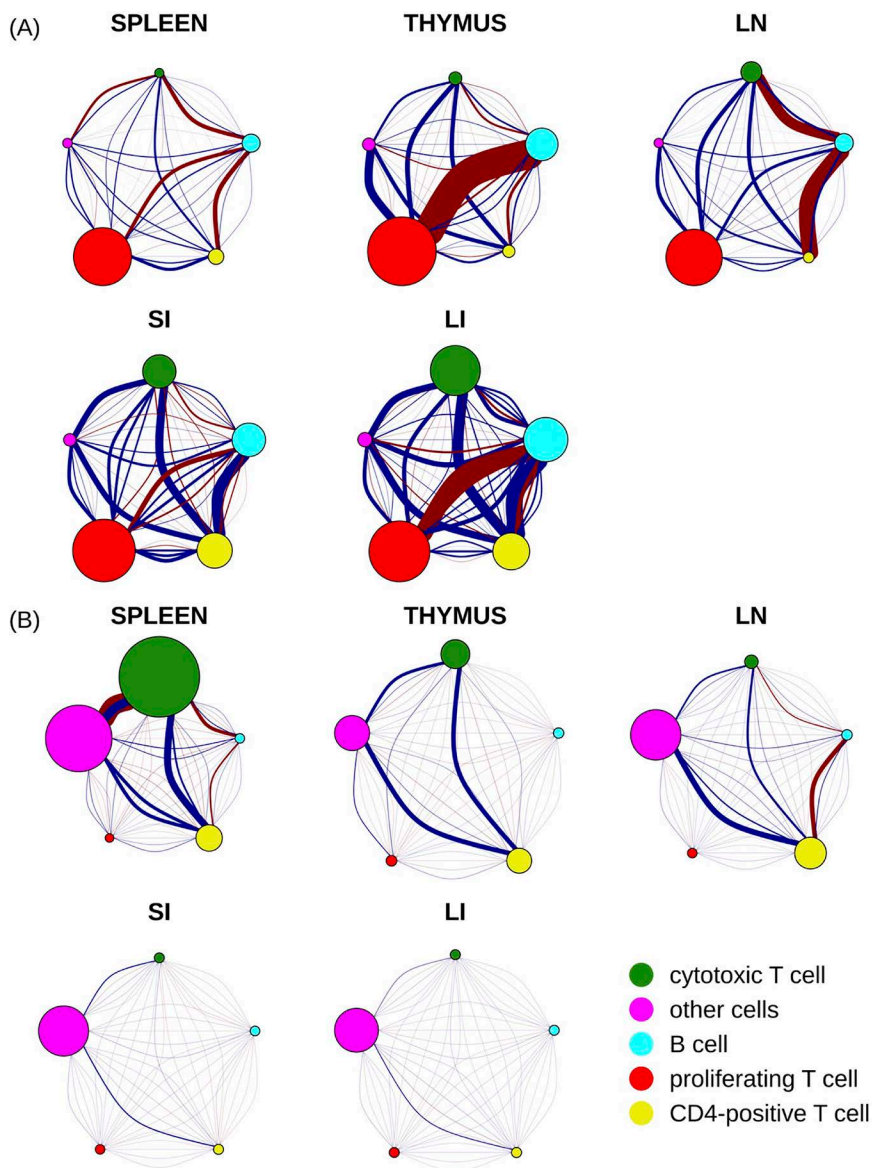 (A)
SPLEEN THYMUS LN
SI LI
(B)
SPLEEN THYMUS LN
SI LI
cytotoxic T cell
other cells
B cell
proliferating T cell
CD4-positive T cell